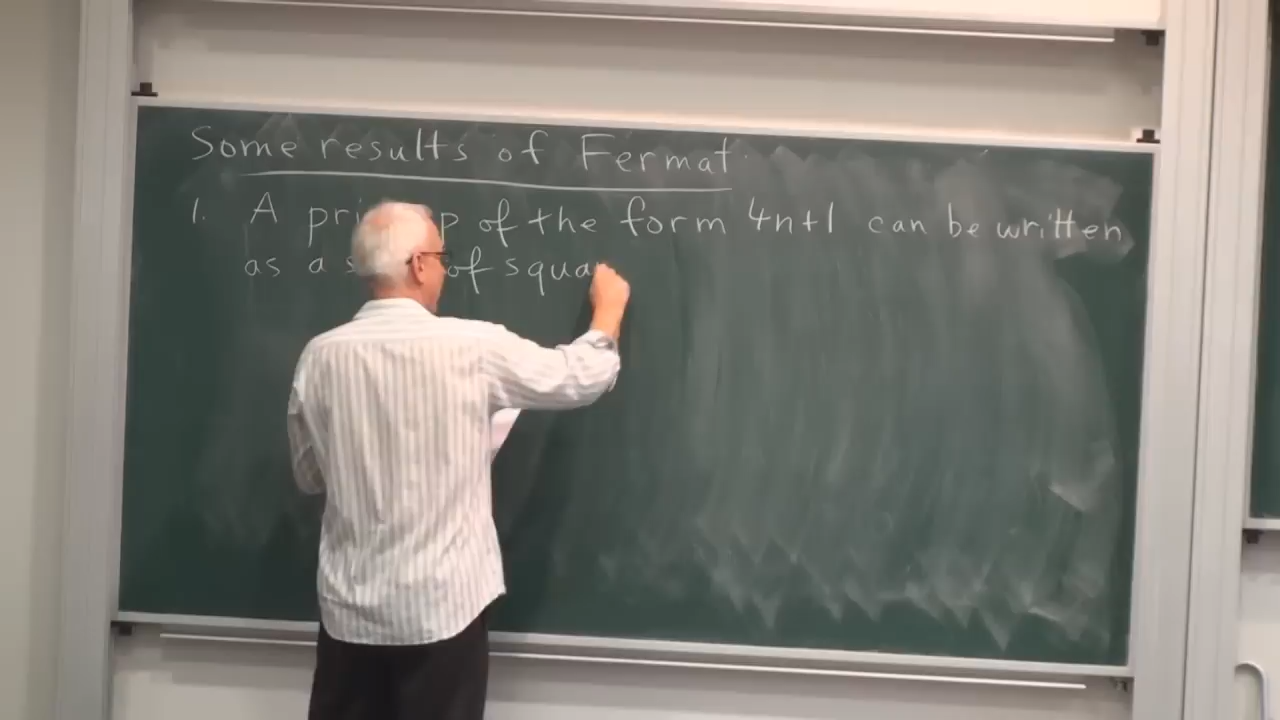 Some results of Fermat
1. A pri p of the form 4n+1 can be written
as a s of squa